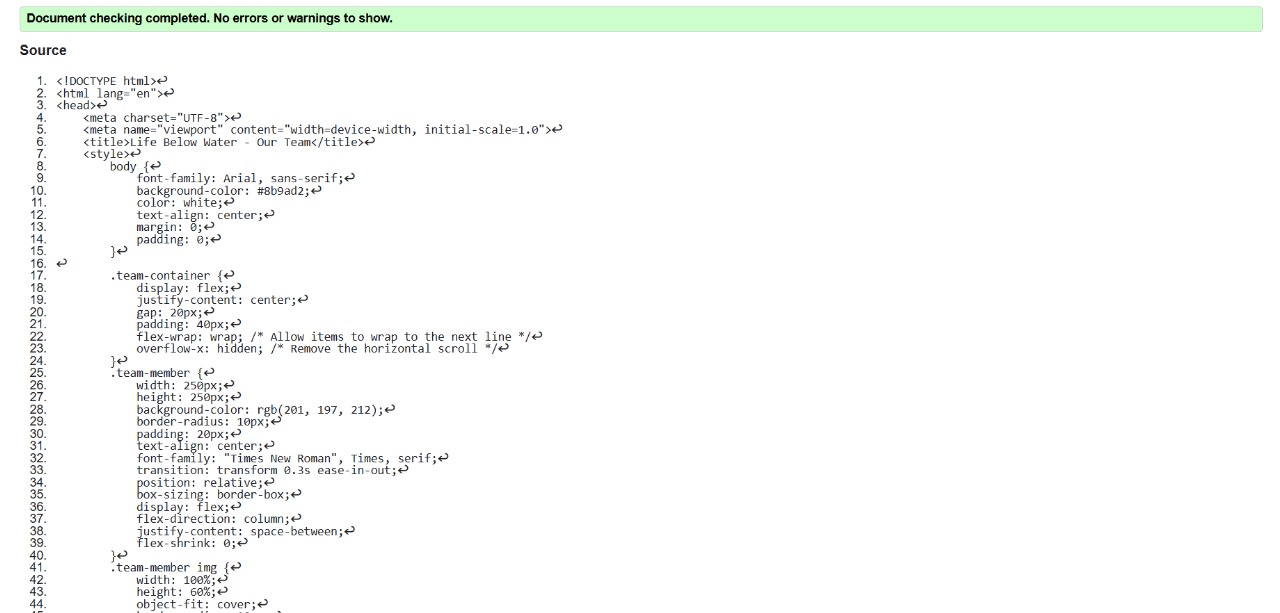 Document checking completed. No errors or warnings to show.
Source
1. <!DOCTYPE html>↩
2. <html lang="en">↩
3. <head>↩
4.     <meta charset="UTF-8">↩
5.     <meta name="viewport" content="width=device-width, initial-scale=1.0">↩
6.     <title>Life Below Water - Our Team</title>↩
7.     <style>↩
8.         body {↩
9.             font-family: Arial, sans-serif;↩
10.             background-color: #8b9ad2;↩
11.             color: white;↩
12.             text-align: center;↩
13.             margin: 0;↩
14.             padding: 0;↩
15.         }↩
16. ↩
17.         .team-container {↩
18.             display: flex;↩
19.             justify-content: center;↩
20.             gap: 20px;↩
21.             padding: 40px;↩
22.             flex-wrap: wrap; /* Allow items to wrap to the next line */↩
23.             overflow-x: hidden; /* Remove the horizontal scroll */↩
24.         }↩
25.         .team-member {↩
26.             width: 250px;↩
27.             height: 250px;↩
28.             background-color: rgb(201, 197, 212);↩
29.             border-radius: 10px;↩
30.             padding: 20px;↩
31.             text-align: center;↩
32.             font-family: "Times New Roman", Times, serif;↩
33.             transition: transform 0.3s ease-in-out;↩
34.             position: relative;↩
35.             box-sizing: border-box;↩
36.             display: flex;↩
37.             flex-direction: column;↩
38.             justify-content: space-between;↩
39.             flex-shrink: 0;↩
40.         }↩
41.         .team-member img {↩
42.             width: 100%;↩
43.             height: 60%;↩
44.             object-fit: cover;↩